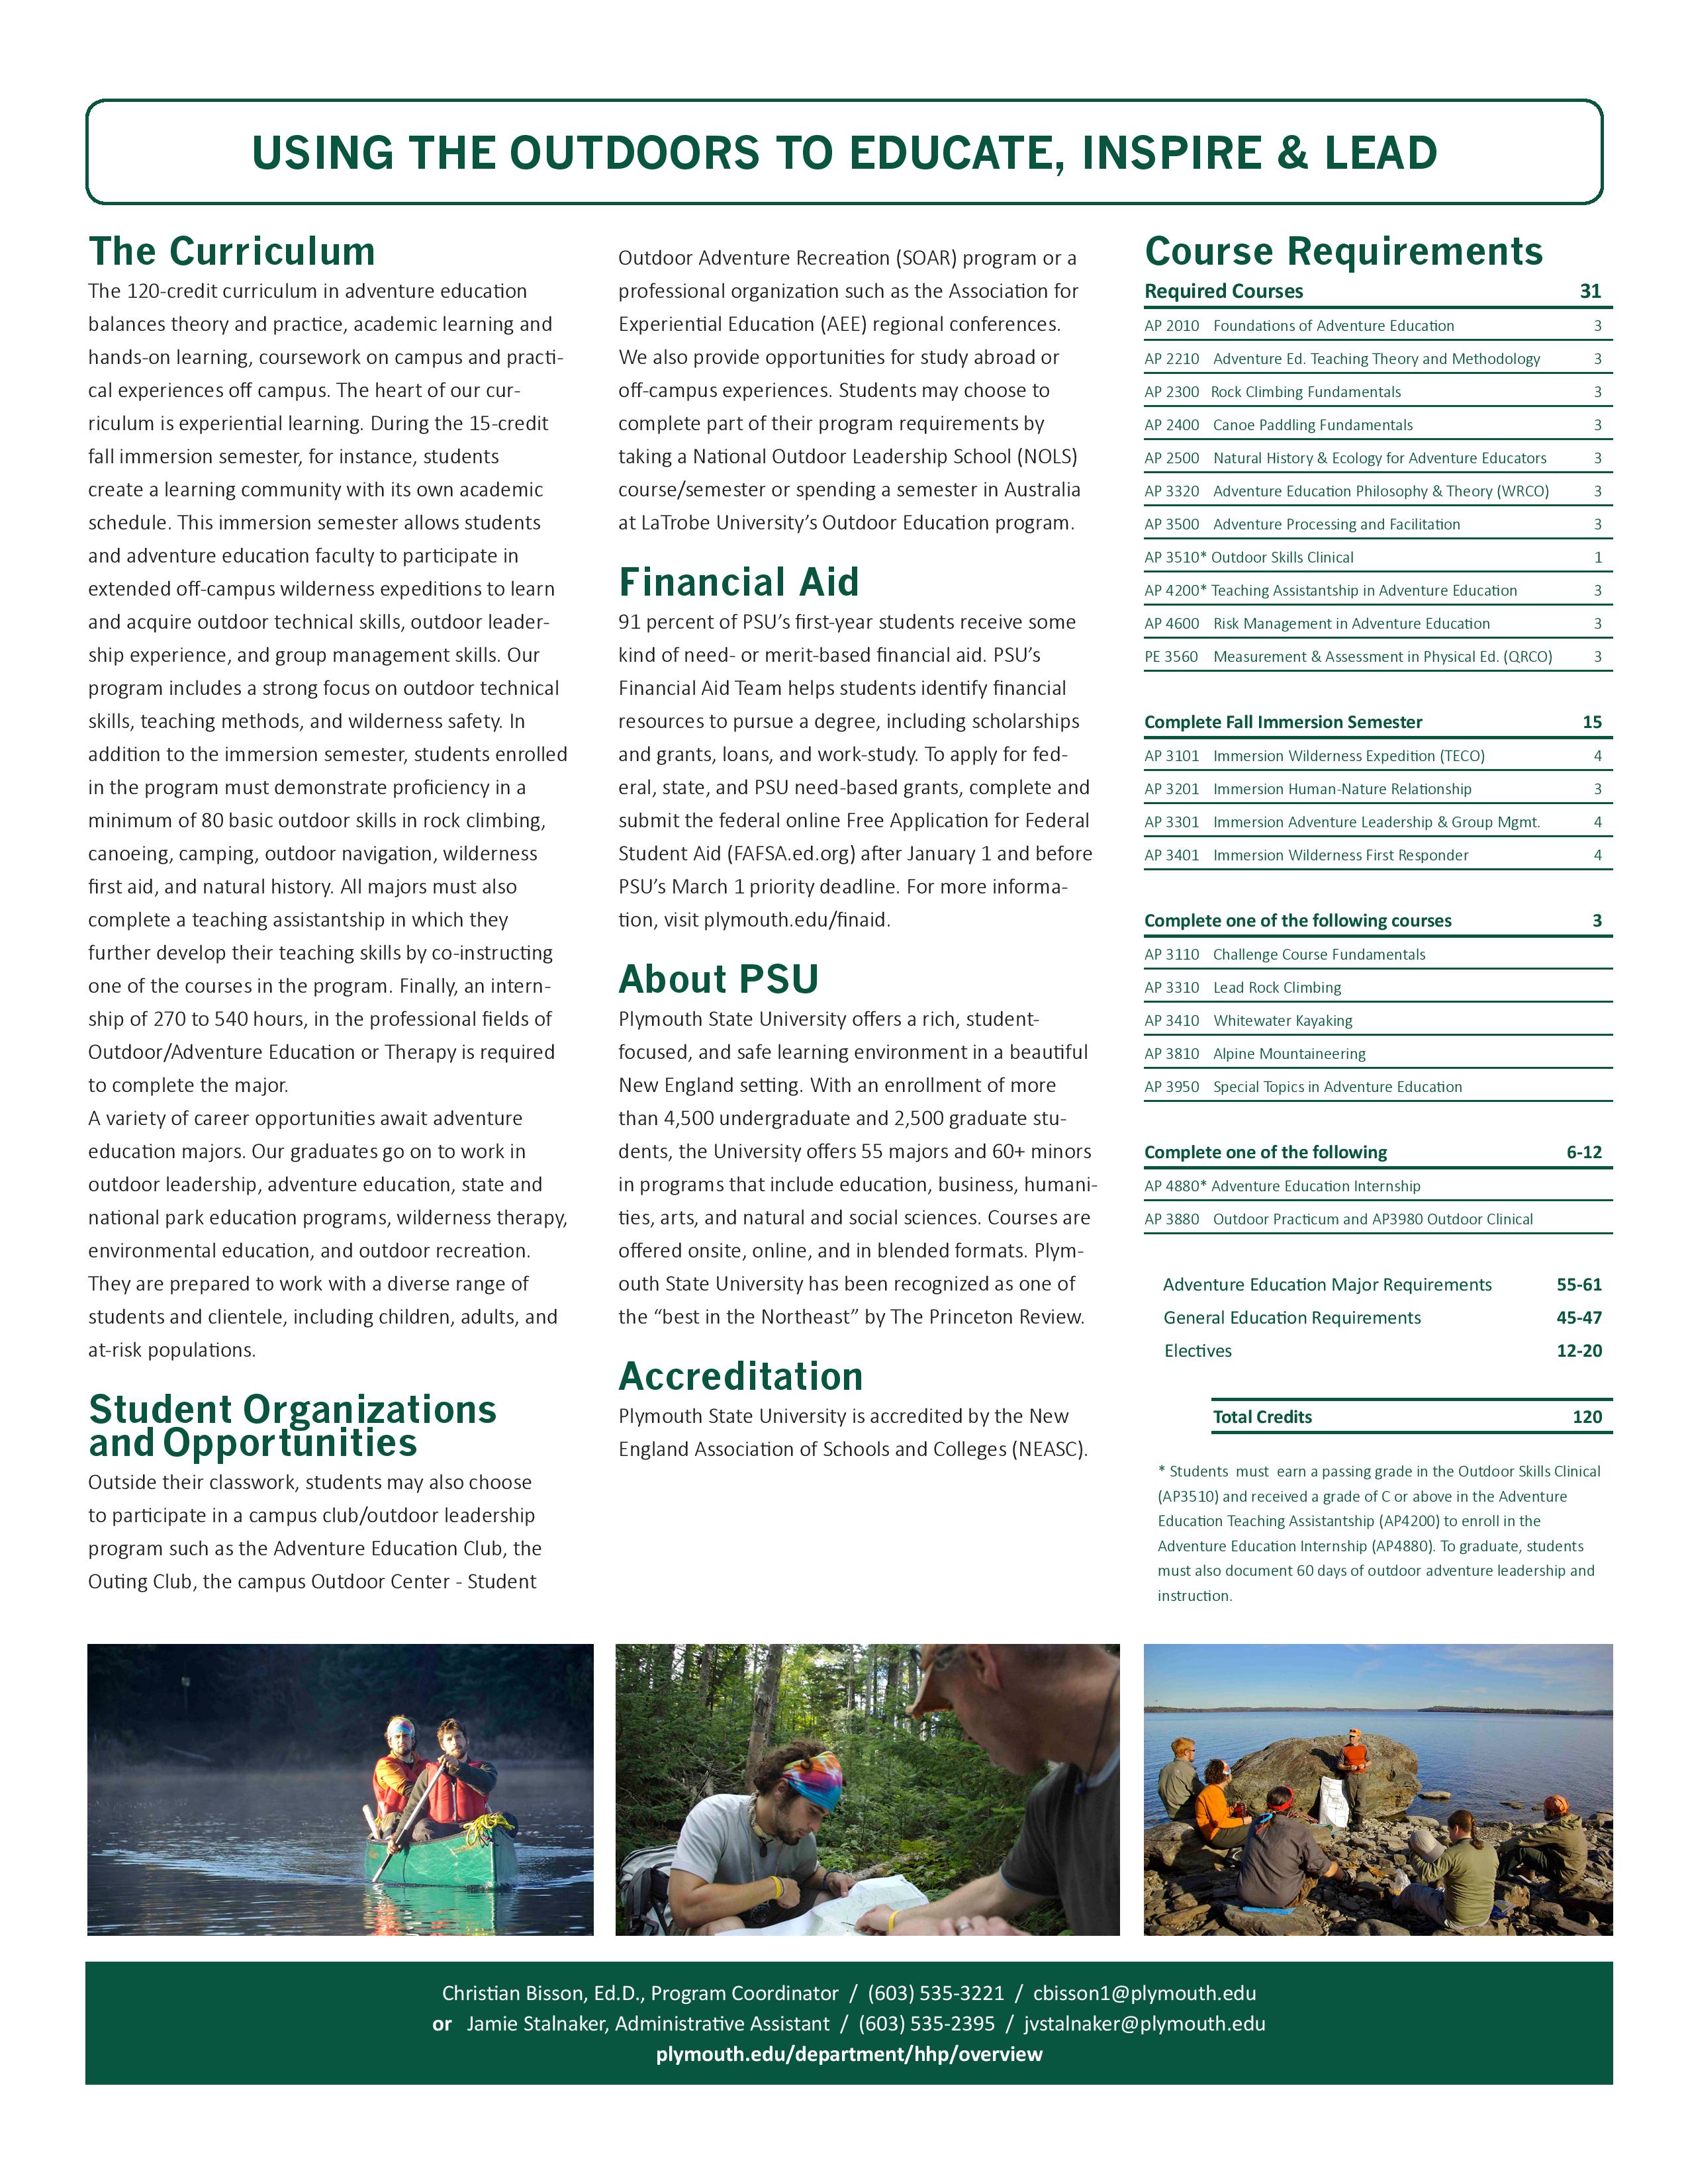 USING THE OUTDOORS TO EDUCATE, INSPIRE & LEAD
The Curriculum
The 120-credit curriculum in adventure education
balances theory and practice, academic learning and
hands-on learning, coursework on campus and practi-
cal experiences off campus. The heart of our cur-
riculum is experiential learning. During the 15-credit
fall immersion semester, for instance, students
create a learning community with its own academic
schedule. This immersion semester allows students
and adventure education faculty to participate in
extended off-campus wilderness expeditions to learn
and acquire outdoor technical skills, outdoor leader-
ship experience, and group management skills. Our
program includes a strong focus on outdoor technical
skills, teaching methods, and wilderness safety. In
addition to the immersion semester, students enrolled
in the program must demonstrate proficiency in a
minimum of 80 basic outdoor skills in rock climbing,
canoeing, camping, outdoor navigation, wilderness
first aid, and natural history. All majors must also
complete a teaching assistantship in which they
further develop their teaching skills by co-instructing
one of the courses in the program. Finally, an intern-
ship of 270 to 540 hours, in the professional fields of
Outdoor/Adventure Education or Therapy is required
to complete the major.
A variety of career opportunities await adventure
education majors. Our graduates go on to work in
outdoor leadership, adventure education, state and
national park education programs, wilderness therapy,
environmental education, and outdoor recreation.
They are prepared to work with a diverse range of
students and clientele, including children, adults, and
at-risk populations.
Student Organizations
and Opportunities
Outside their classwork, students may also choose
to participate in a campus club/outdoor leadership
program such as the Adventure Education Club, the
Outing Club, the campus Outdoor Center - Student
Outdoor Adventure Recreation (SOAR) program or a
professional organization such as the Association for
Experiential Education (AEE) regional conferences.
We also provide opportunities for study abroad or
off-campus experiences. Students may choose to
complete part of their program requirements by
taking a National Outdoor Leadership School (NOLS)
course/semester or spending a semester in Australia
at LaTrobe University's Outdoor Education program.
Financial Aid
91 percent of PSU's first-year students receive some
kind of need- or merit-based financial aid. PSU's
Financial Aid Team helps students identify financial
resources to pursue a degree, including scholarships
and grants, loans, and work-study. To apply for fed-
eral, state, and PSU need-based grants, complete and
submit the federal online Free Application for Federal
Student Aid (FAFSA.ed.org) after January 1 and before
PSU's March 1 priority deadline. For more informa-
tion, visit plymouth.edu/finaid.
About PSU
Plymouth State University offers a rich, student-
focused, and safe learning environment in a beautiful
New England setting. With an enrollment of more
than 4,500 undergraduate and 2,500 graduate stu-
dents, the University offers 55 majors and 60+ minors
in programs that include education, business, humani-
ties, arts, and natural and social sciences. Courses are
offered onsite, online, and in blended formats. Plym-
outh State University has been recognized as one of
the “best in the Northeast” by The Princeton Review.
Accreditation
Plymouth State University is accredited by the New
England Association of Schools and Colleges (NEASC).
Course Requirements
Required Courses 31
AP 2010 Foundations of Adventure Education 3
AP 2210 Adventure Ed. Teaching Theory and Methodology 3
AP 2300 Rock Climbing Fundamentals 3
AP 2400 Canoe Paddling Fundamentals 3
AP 2500 Natural History & Ecology for Adventure Educators 3
AP 3320 Adventure Education Philosophy & Theory (WRCO) 3
AP 3500 Adventure Processing and Facilitation 3
AP 3510* Outdoor Skills Clinical 1
AP 4200* Teaching Assistantship in Adventure Education 3
AP 4600 Risk Management in Adventure Education 3
PE 3560 Measurement & Assessment in Physical Ed. (QRCO) 3
Complete Fall Immersion Semester 15
AP 3101 Immersion Wilderness Expedition (TECO) 4
AP 3201 Immersion Human-Nature Relationship 3
AP 3301 Immersion Adventure Leadership & Group Mgmt. 4
AP 3401 Immersion Wilderness First Responder 4
Complete one of the following courses 3
AP 3110 Challenge Course Fundamentals
AP 3310 Lead Rock Climbing
AP 3410 Whitewater Kayaking
AP 3810 Alpine Mountaineering
AP 3950 Special Topics in Adventure Education
Complete one of the following 6-12
AP 4880* Adventure Education Internship
AP 3880 Outdoor Practicum and AP3980 Outdoor Clinical
Adventure Education Major Requirements 55-61
General Education Requirements 45-47
Electives 12-20
Total Credits 120
* Students must earn a passing grade in the Outdoor Skills Clinical
(AP3510) and received a grade of C or above in the Adventure
Education Teaching Assistantship (AP4200) to enroll in the
Adventure Education Internship (AP4880). To graduate, students
must also document 60 days of outdoor adventure leadership and
instruction.
Christian Bisson, Ed.D., Program Coordinator / (603) 535-3221 / cbisson1@plymouth.edu
or Jamie Stalnaker, Administrative Assistant / (603) 535-2395 / jvstalnaker@plymouth.edu
plymouth.edu/department/hhp/overview